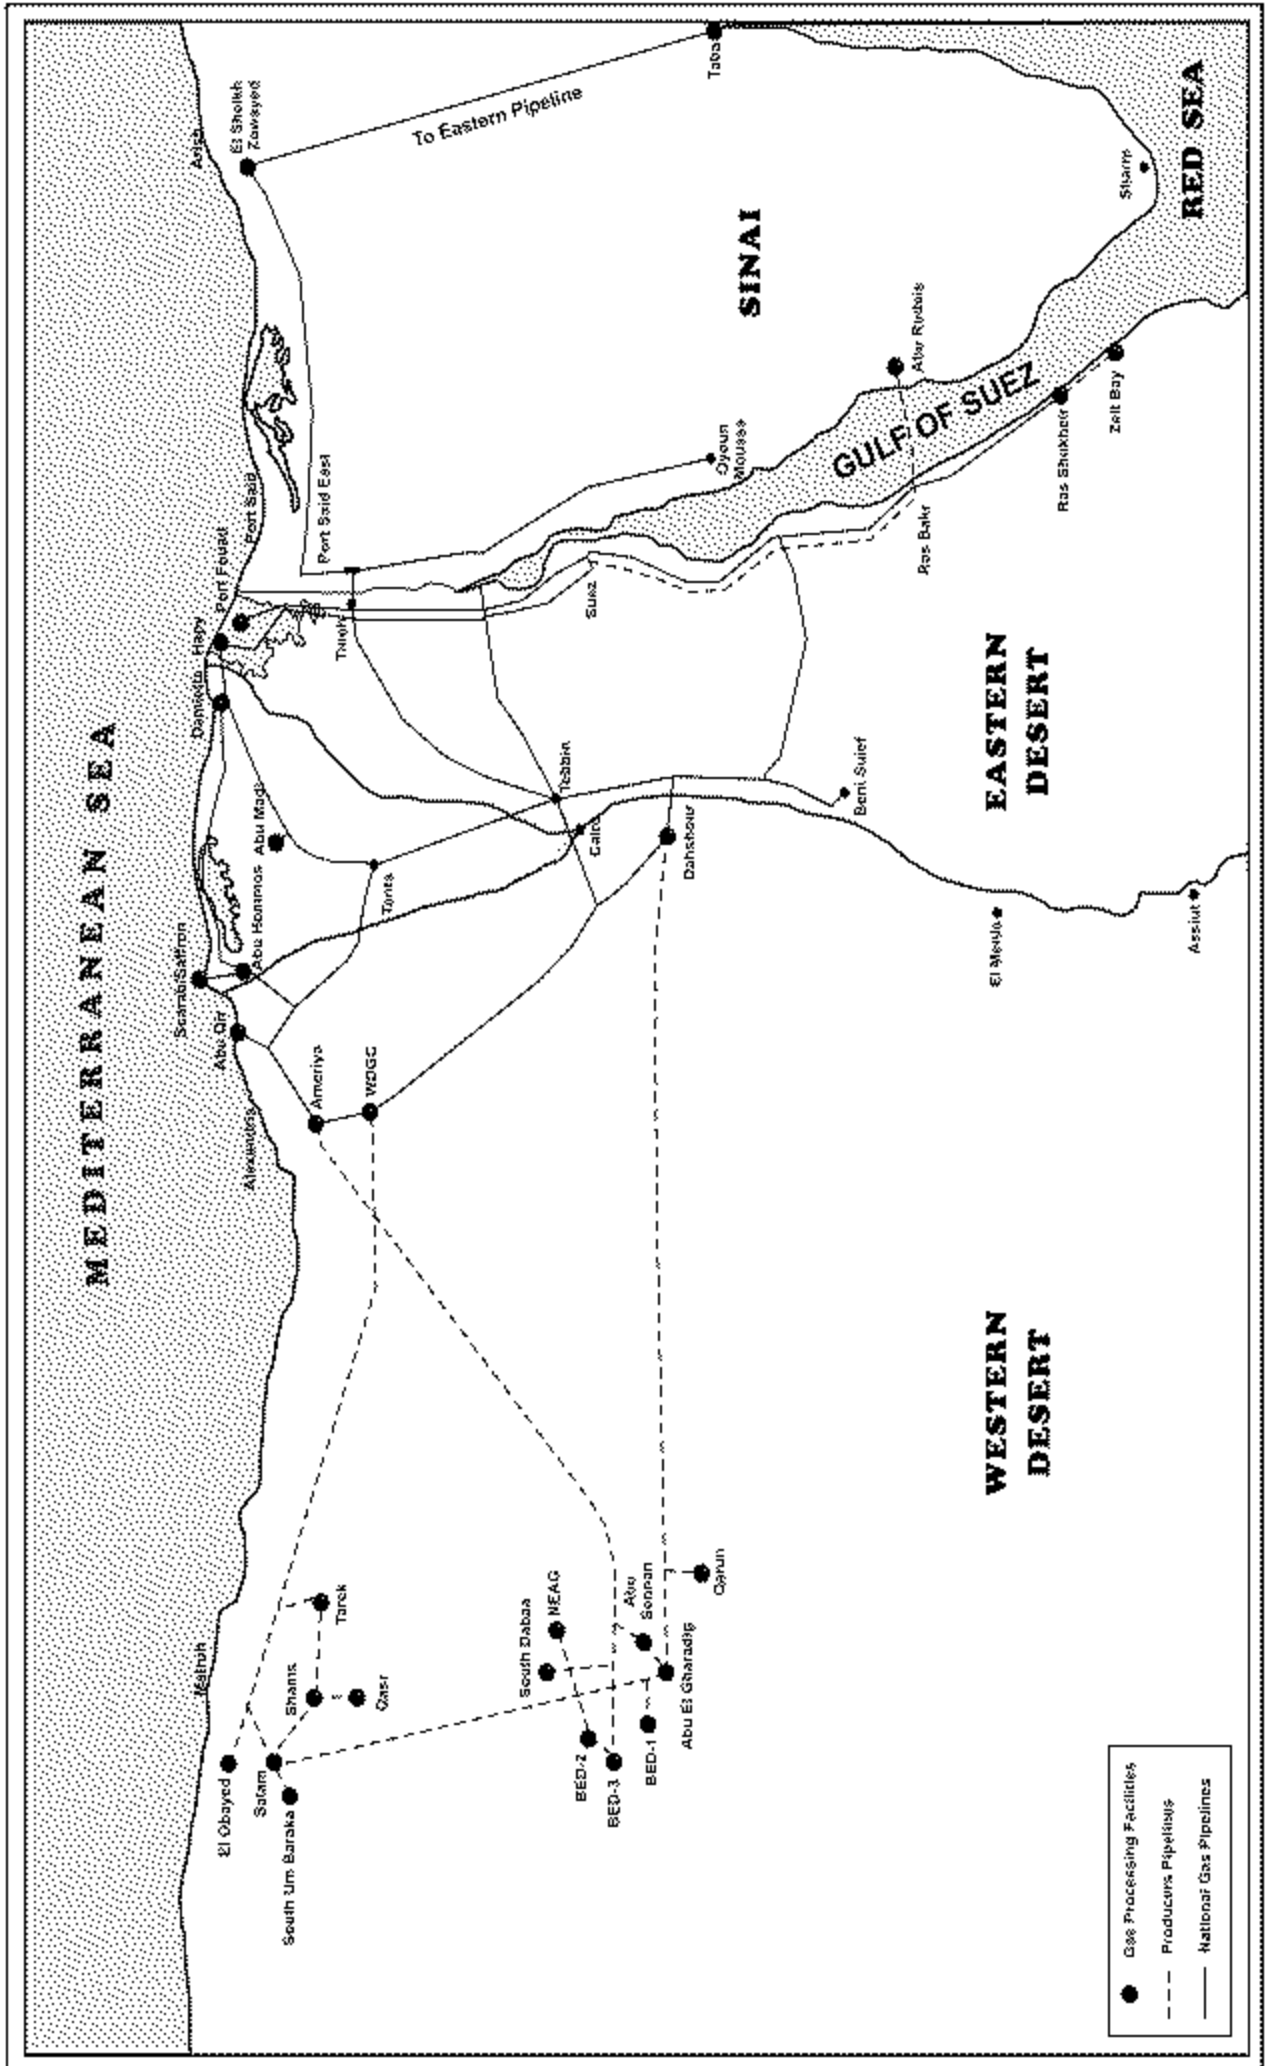 MEDITERRANEAN SEA
El Obayed
Salam
South Um Baraka
Matruh
Shams
Qasr
Tarek
South Dabaa
NEAG
BED-2
BED-3
BED-1
Abu El Gharadig
Abu
Sennan
Qarun
Alexandria
Ameriya
WDGC
Abu Qir
Abu Hommos
Abu Madi
Tanta
Damietta
Hapy
Port Fouad
Port Said
Port Said East
Arish
El Sheikh
Zowayed
To Eastern Pipeline
Taba
Cairo
Tebbin
Dahshour
Beni Suief
Suez
Oyoun
Mousse
SINAI
Abu Rudeis
GULF OF SUEZ
Ras Bakr
Ras Shukheir
Zeit Bay
Sharm
RED SEA
WESTERN
DESERT
EASTERN
DESERT
El Menia
Assiut
Gas Processing Facilities
Producers Pipelines
National Gas Pipelines